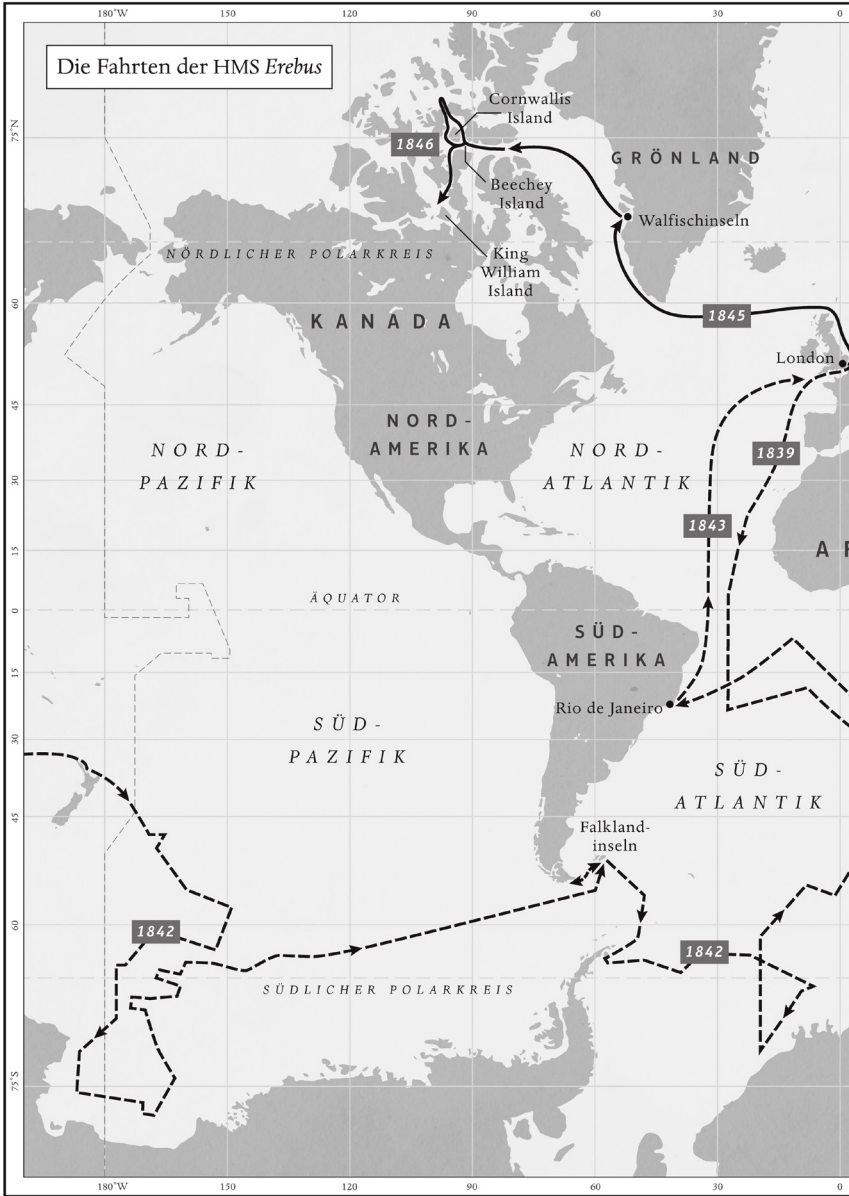 180°W 150 120 90 60 30 0
Die Fahrten der HMS Erebus
Cornwallis
Island
75°N
1846
GRÖNLAND
Beechey
Island
Walfischinseln
NÖRDLICHER POLARKREIS
King
William
Island
60
KANADA
1845
London
45
NORD-
AMERIKA
NORD-
PAZIFIK
NORD-
ATLANTIK
1839
30
1843
15
A F
ÄQUATOR
0
SÜD-
AMERIKA
15
Rio de Janeiro
SÜD-
PAZIFIK
30
SÜD-
ATLANTIK
45
Falkland-
inseln
60
1842
1842
SÜDLICHER POLARKREIS
75°S
180°W 150 120 90 60 30 0